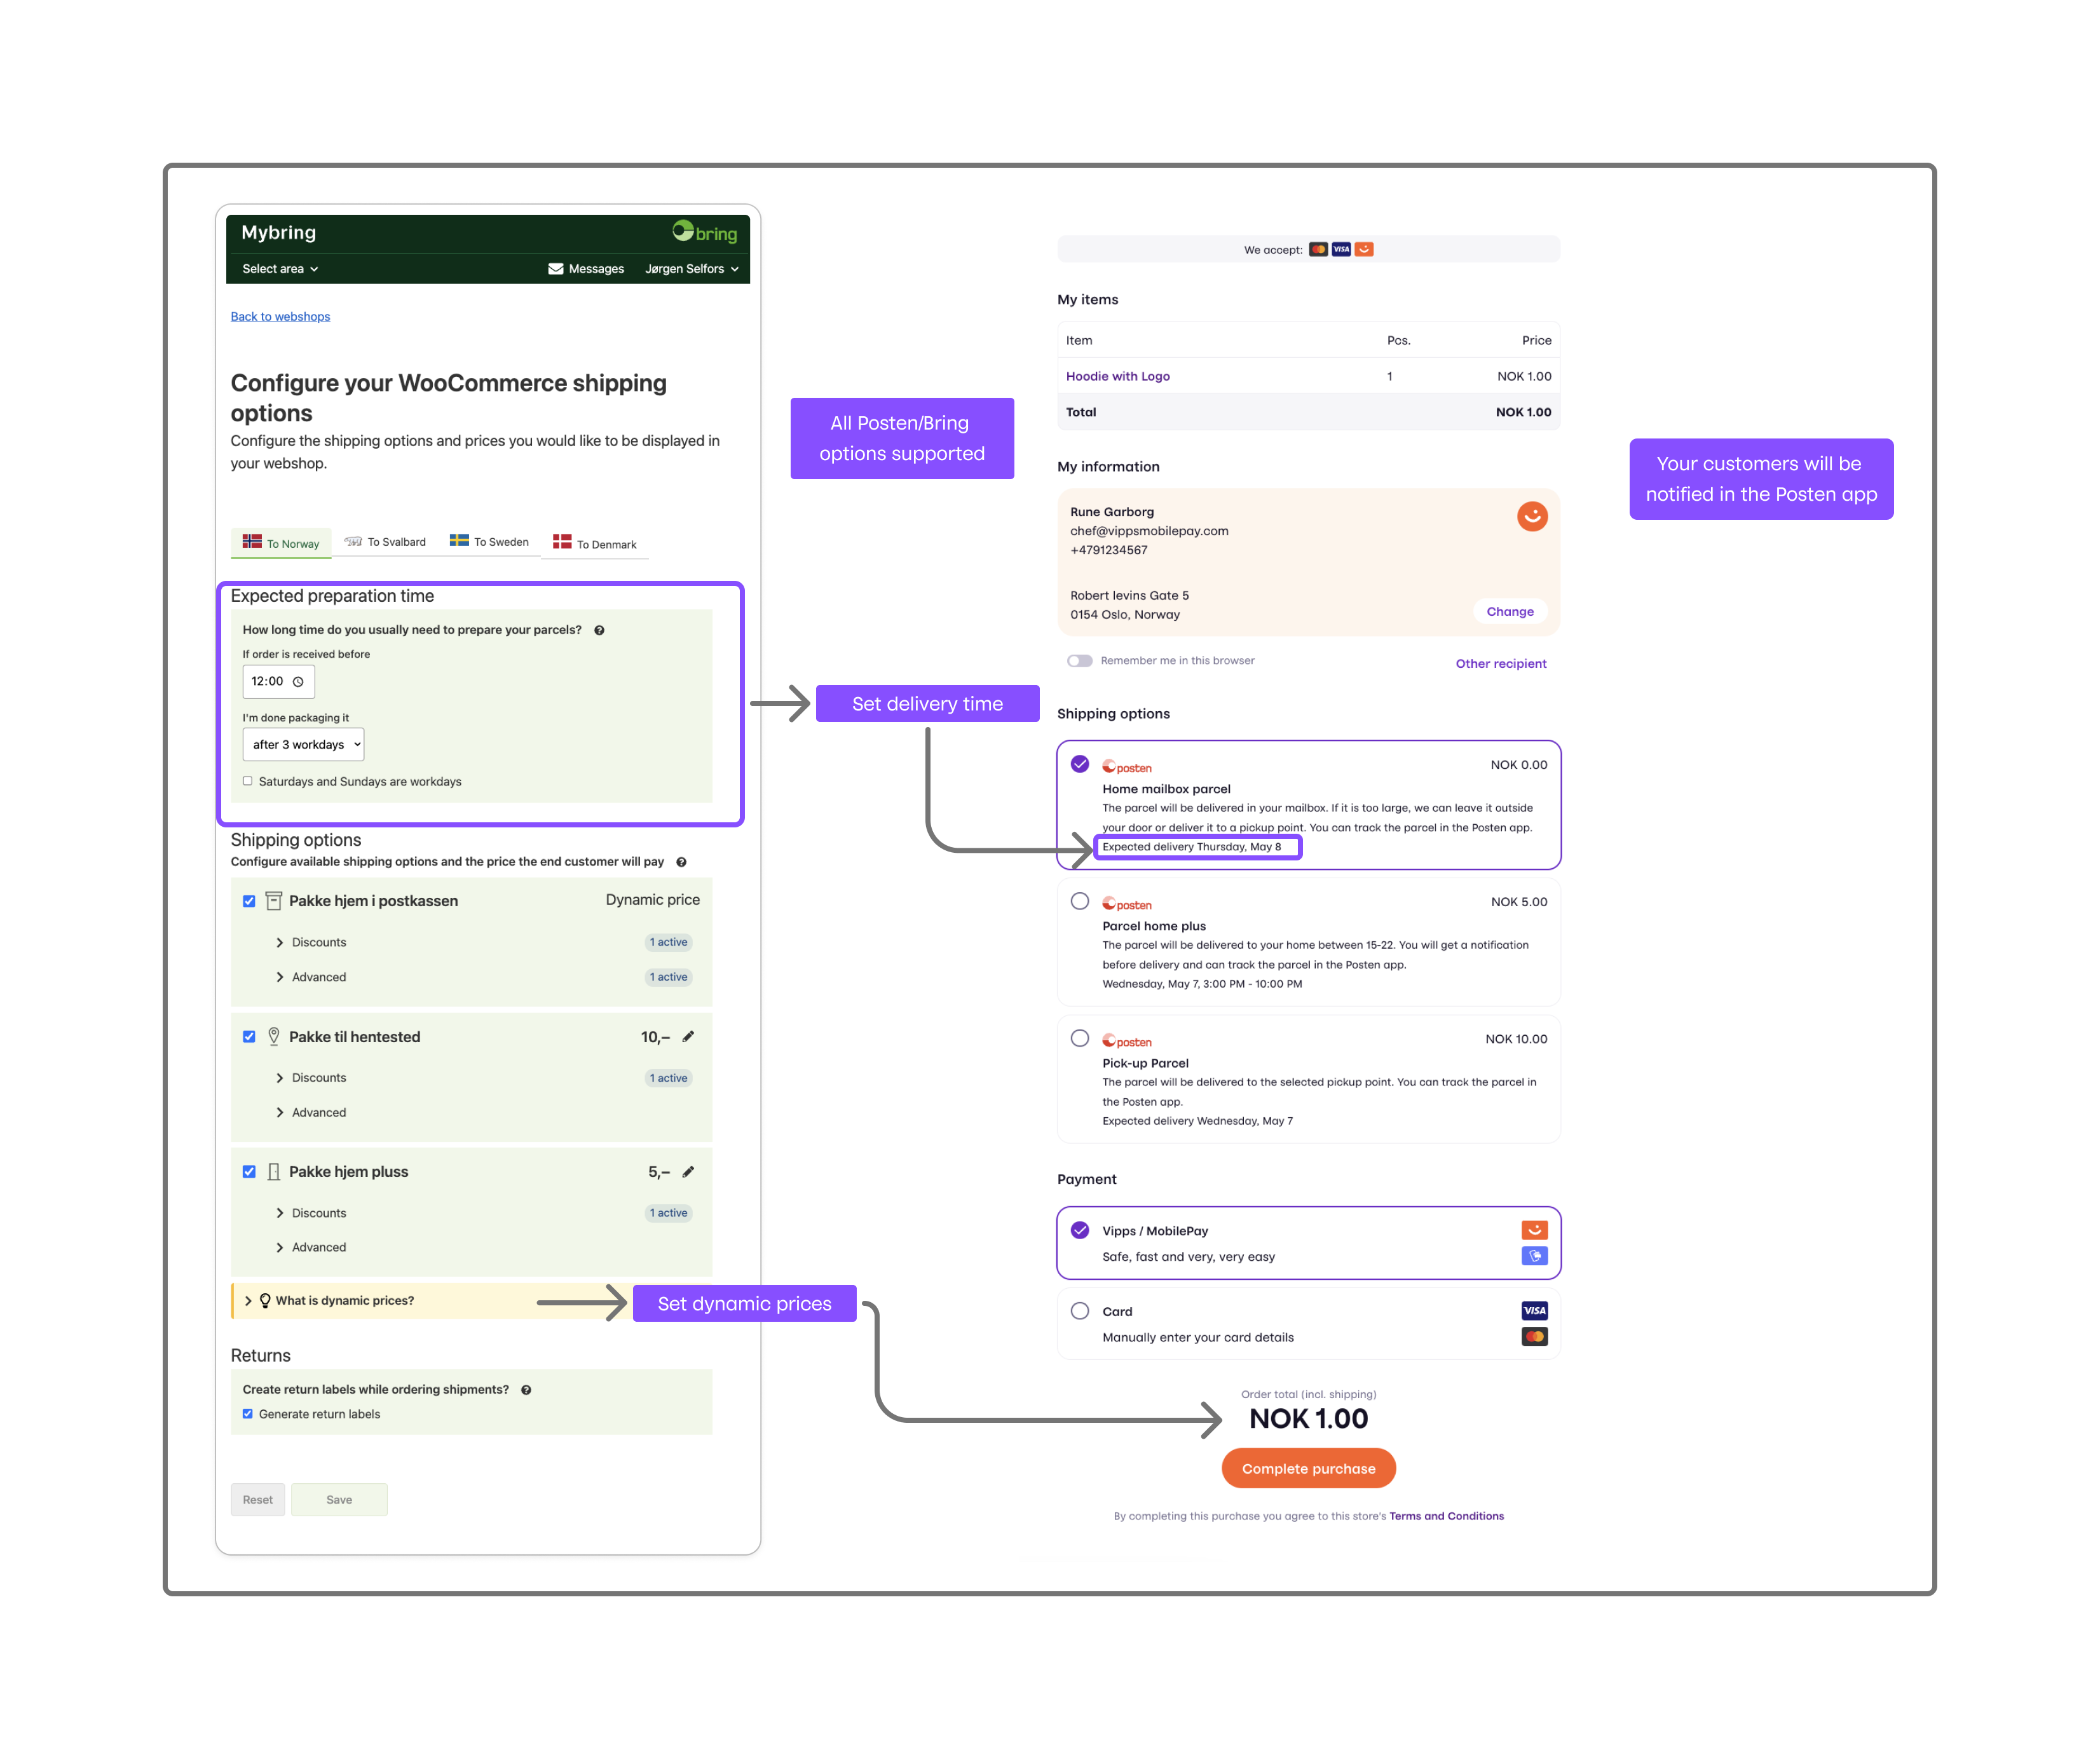 Mybring
bring
Select area
Messages
Jørgen Selfors
Back to webshops
Configure your WooCommerce shipping
options
Configure the shipping options and prices you would like to be displayed in
your webshop.
To Norway
To Svalbard
To Sweden
To Denmark
Expected preparation time
How long time do you usually need to prepare your parcels?
If order is received before
12:00
I'm done packaging it
after 3 workdays
Saturdays and Sundays are workdays
Shipping options
Configure available shipping options and the price the end customer will pay
Pakke hjem i postkassen
Dynamic price
Discounts
1 active
Advanced
1 active
Pakke til hentested
10,–
Discounts
1 active
Advanced
Pakke hjem pluss
5,–
Discounts
1 active
Advanced
What is dynamic prices?
Returns
Create return labels while ordering shipments?
Generate return labels
Reset
Save
All Posten/Bring
options supported
Set delivery time
Set dynamic prices
We accept:
VISA
My items
Item
Pcs.
Price
Hoodie with Logo
1
NOK 1.00
Total
NOK 1.00
My information
Rune Garborg
chef@vippsmobilepay.com
+4791234567
Robert levins Gate 5
0154 Oslo, Norway
Change
Remember me in this browser
Other recipient
Shipping options
posten
NOK 0.00
Home mailbox parcel
The parcel will be delivered in your mailbox. If it is too large, we can leave it outside
your door or deliver it to a pickup point. You can track the parcel in the Posten app.
Expected delivery Thursday, May 8
posten
NOK 5.00
Parcel home plus
The parcel will be delivered to your home between 15-22. You will get a notification
before delivery and can track the parcel in the Posten app.
Wednesday, May 7, 3:00 PM - 10:00 PM
posten
NOK 10.00
Pick-up Parcel
The parcel will be delivered to the selected pickup point. You can track the parcel in
the Posten app.
Expected delivery Wednesday, May 7
Payment
Vipps / MobilePay
Safe, fast and very, very easy
Card
VISA
Manually enter your card details
Order total (incl. shipping)
NOK 1.00
Complete purchase
By completing this purchase you agree to this store's Terms and Conditions
Your customers will be
notified in the Posten app